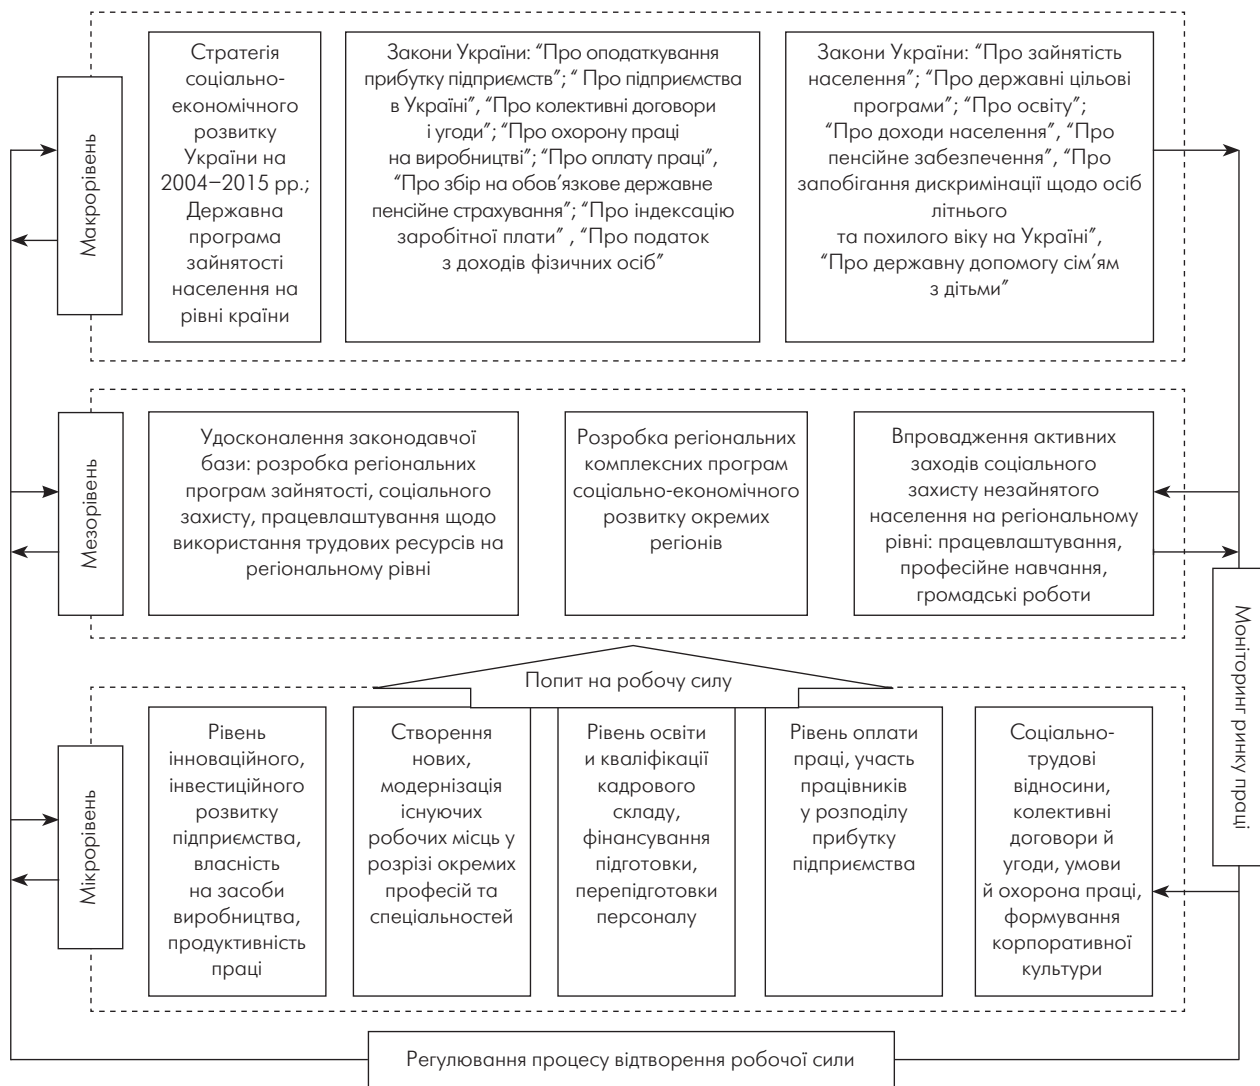 Макрорівень
Стратегія
соціально-
економічного
розвитку
України на
2004–2015 рр.;
Державна
програма
зайнятості
населення на
рівні країни
Закони України: “Про оподаткування
прибутку підприємств”; “ Про підприємства
в Україні”, “Про колективні договори
і угоди”; “Про охорону праці
на виробництві”; “Про оплату праці”,
“Про збір на обов’язкове державне
пенсійне страхування”; “Про індексацію
заробітної плати” , “Про податок
з доходів фізичних осіб”
Закони України: “Про зайнятість
населення”; “Про державні цільові
програми”; “Про освіту”;
“Про доходи населення”, “Про
пенсійне забезпечення”, “Про
запобігання дискримінації щодо осіб
літнього
та похилого віку на Україні”,
“Про державну допомогу сім’ям
з дітьми”
Мезорівень
Удосконалення законодавчої
бази: розробка регіональних
програм зайнятості, соціального
захисту, працевлаштування щодо
використання трудових ресурсів на
регіональному рівні
Розробка регіональних
комплексних програм
соціально-економічного
розвитку окремих
регіонів
Впровадження активних
заходів соціального
захисту незайнятого
населення на регіональному
рівні: працевлаштування,
професійне навчання,
громадські роботи
Моніторинг ринку праці
Попит на робочу силу
Мікрорівень
Рівень
інноваційного,
інвестиційного
розвитку
підприємства,
власність
на засоби
виробництва,
продуктивність
праці
Створення
нових,
модернізація
існуючих
робочих місць у
розрізі окремих
професій та
спеціальностей
Рівень освіти
и кваліфікації
кадрового
складу,
фінансування
підготовки,
перепідготовки
персоналу
Рівень оплати
праці, участь
працівників
у розподілу
прибутку
підприємства
Соціально-
трудові
відносини,
колективні
договори й
угоди, умови
й охорона праці,
формування
корпоративної
культури
Регулювання процесу відтворення робочої сили